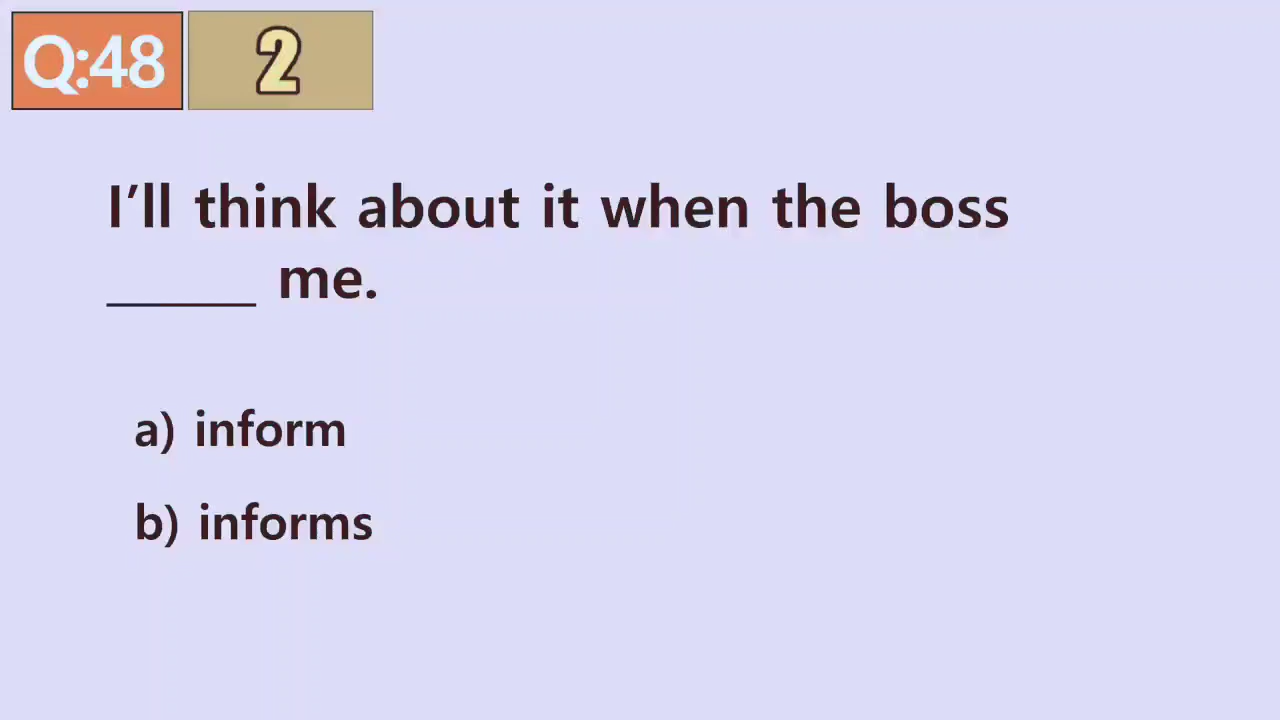 Q:48 2
I’ll think about it when the boss
______ me.
a) inform
b) informs